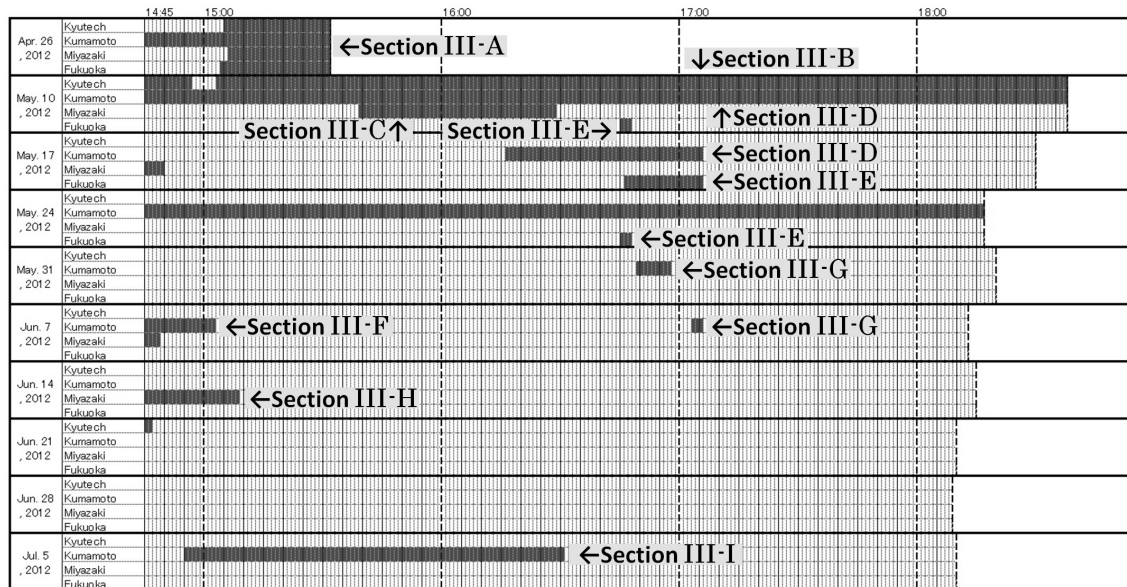 14:45 15:00 16:00 17:00 18:00
Apr. 26
, 2012
Kyutech
Kumamoto
Miyazaki
Fukuoka
←Section III-A
↓Section III-B
May. 10
, 2012
Kyutech
Kumamoto
Miyazaki
Fukuoka
↑Section III-D
Section III-C↑ Section III-E→
May. 17
, 2012
Kyutech
Kumamoto
Miyazaki
Fukuoka
←Section III-D
←Section III-E
May. 24
, 2012
Kyutech
Kumamoto
Miyazaki
Fukuoka
←Section III-E
May. 31
, 2012
Kyutech
Kumamoto
Miyazaki
Fukuoka
←Section III-G
Jun. 7
, 2012
Kyutech
Kumamoto
Miyazaki
Fukuoka
←Section III-F ←Section III-G
Jun. 14
, 2012
Kyutech
Kumamoto
Miyazaki
Fukuoka
←Section III-H
Jun. 21
, 2012
Kyutech
Kumamoto
Miyazaki
Fukuoka
Jun. 28
, 2012
Kyutech
Kumamoto
Miyazaki
Fukuoka
Jul. 5
, 2012
Kyutech
Kumamoto
Miyazaki
Fukuoka
←Section III-I